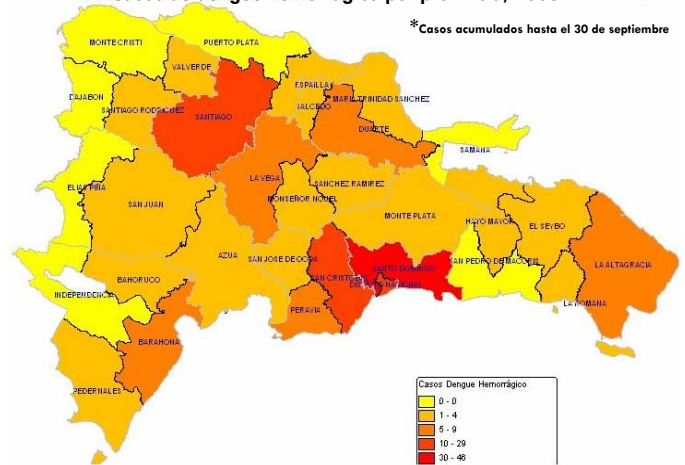 *Casos acumulados hasta el 30 de septiembre
MONTE CRISTI
PUERTO PLATA
VALVERDE
DAJABON
SANTIAGO RODRIGUEZ
SANTIAGO
ESPAILLA
SALCEDO
MARIA TRINIDAD SANCHEZ
DUARTE
SAMANA
ELIAS PIÑA
SAN JUAN
LA VEGA
SANCHEZ RAMIREZ
MONSEÑOR NOUEL
MONTE PLATA
HATO MAYOR
EL SEYBO
AZUA
SAN JOSE DE OCOA
SAN CRISTOBAL
SANTO DOMINGO
DISTRITO NACIONAL
SAN PEDRO DE MACORIS
LA ALTAGRACIA
LA ROMANA
BAHORUCO
INDEPENDENCIA
PERAVIA
BARAHONA
PEDERNALES
Casos Dengue Hemorrágico
0 - 0
1 - 4
5 - 9
10 - 29
30 - 46